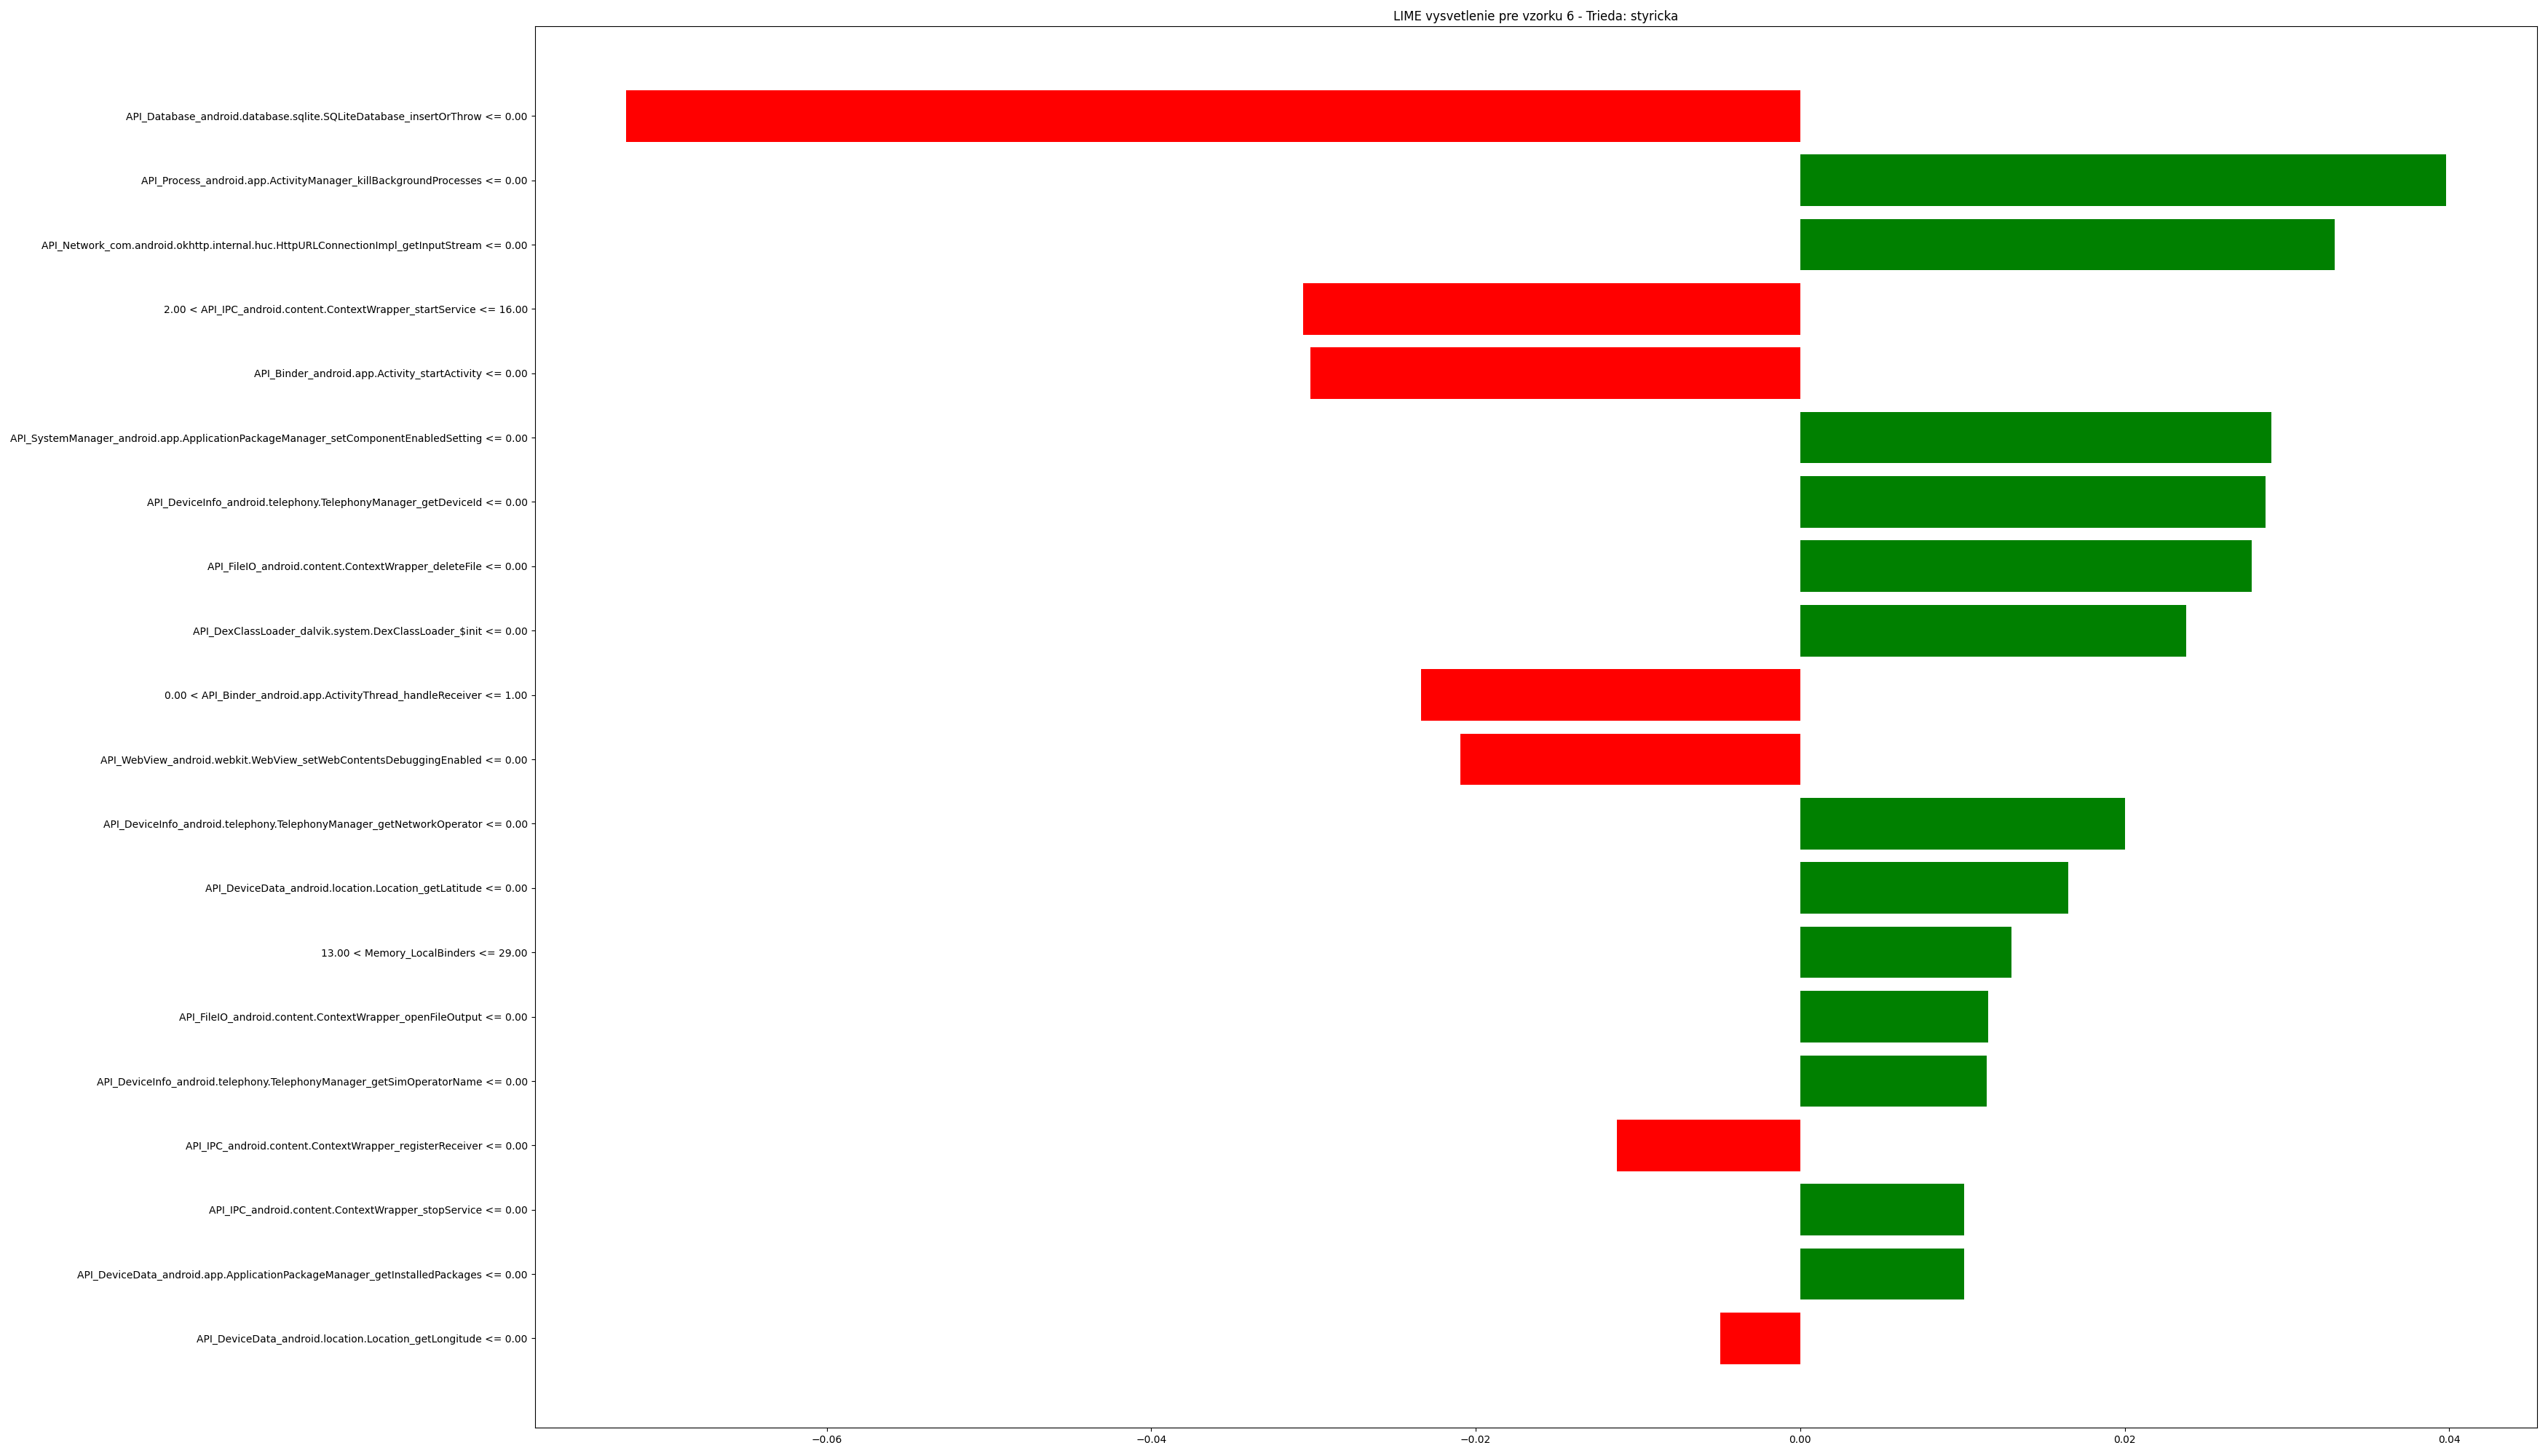 LIME vysvetlenie pre vzorku 6 - Trieda: styricka
API_Database_android.database.sqlite.SQLiteDatabase_insertOrThrow <= 0.00
API_Process_android.app.ActivityManager_killBackgroundProcesses <= 0.00
API_Network_com.android.okhttp.internal.huc.HttpURLConnectionImpl_getInputStream <= 0.00
2.00 < API_IPC_android.content.ContextWrapper_startService <= 16.00
API_Binder_android.app.Activity_startActivity <= 0.00
API_SystemManager_android.app.ApplicationPackageManager_setComponentEnabledSetting <= 0.00
API_DeviceInfo_android.telephony.TelephonyManager_getDeviceId <= 0.00
API_FileIO_android.content.ContextWrapper_deleteFile <= 0.00
API_DexClassLoader_dalvik.system.DexClassLoader_$init <= 0.00
0.00 < API_Binder_android.app.ActivityThread_handleReceiver <= 1.00
API_WebView_android.webkit.WebView_setWebContentsDebuggingEnabled <= 0.00
API_DeviceInfo_android.telephony.TelephonyManager_getNetworkOperator <= 0.00
API_DeviceData_android.location.Location_getLatitude <= 0.00
13.00 < Memory_LocalBinders <= 29.00
API_FileIO_android.content.ContextWrapper_openFileOutput <= 0.00
API_DeviceInfo_android.telephony.TelephonyManager_getSimOperatorName <= 0.00
API_IPC_android.content.ContextWrapper_registerReceiver <= 0.00
API_IPC_android.content.ContextWrapper_stopService <= 0.00
API_DeviceData_android.app.ApplicationPackageManager_getInstalledPackages <= 0.00
API_DeviceData_android.location.Location_getLongitude <= 0.00
−0.06 −0.04 −0.02 0.00 0.02 0.04